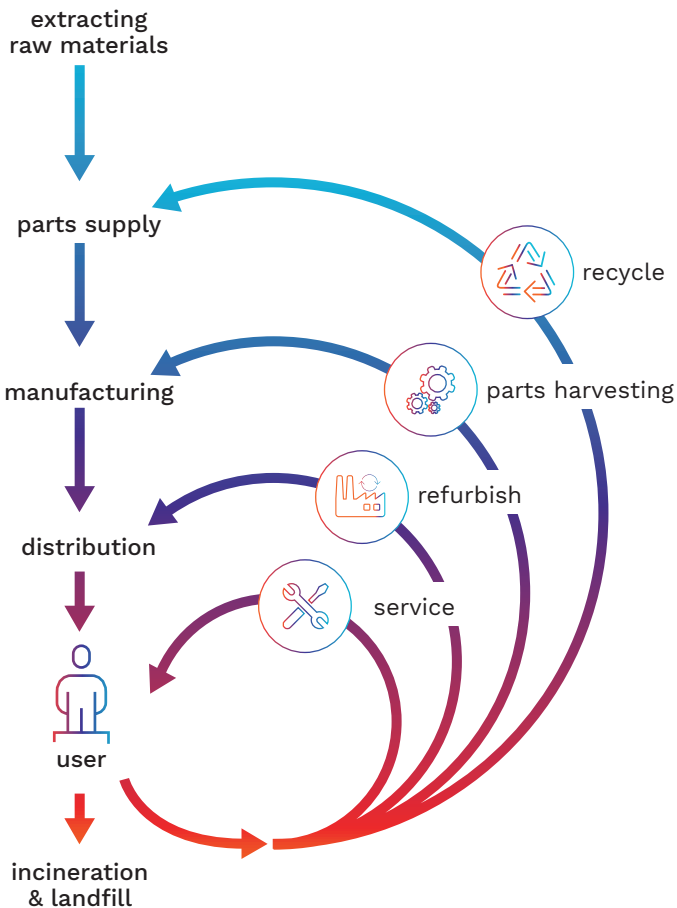 extracting
raw materials
parts supply
recycle
manufacturing
parts harvesting
refurbish
distribution
service
user
incineration
& landfill